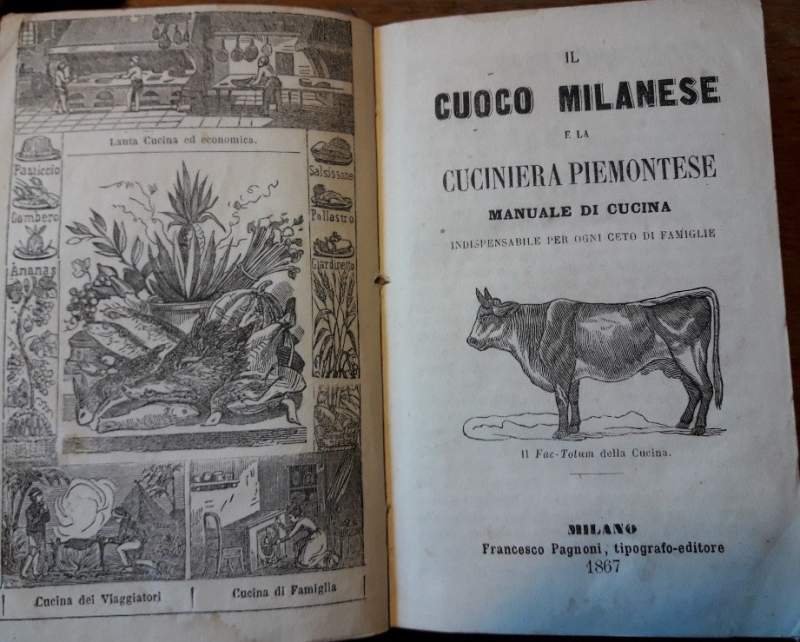 Lauta Cucina ed economica.
Pasticcio
Gambero
Ananas
Salsissone
Pollastro
Giardinetto
Cucina dei Viaggiatori
Cucina di Famiglia
IL
CUOCO MILANESE
E LA
CUCINIERA PIEMONTESE
MANUALE DI CUCINA
INDISPENSABILE PER OGNI CETO DI FAMIGLIE
Il Fac-Totum della Cucina.
MILANO
Francesco Pagnoni, tipografo-editore
1867